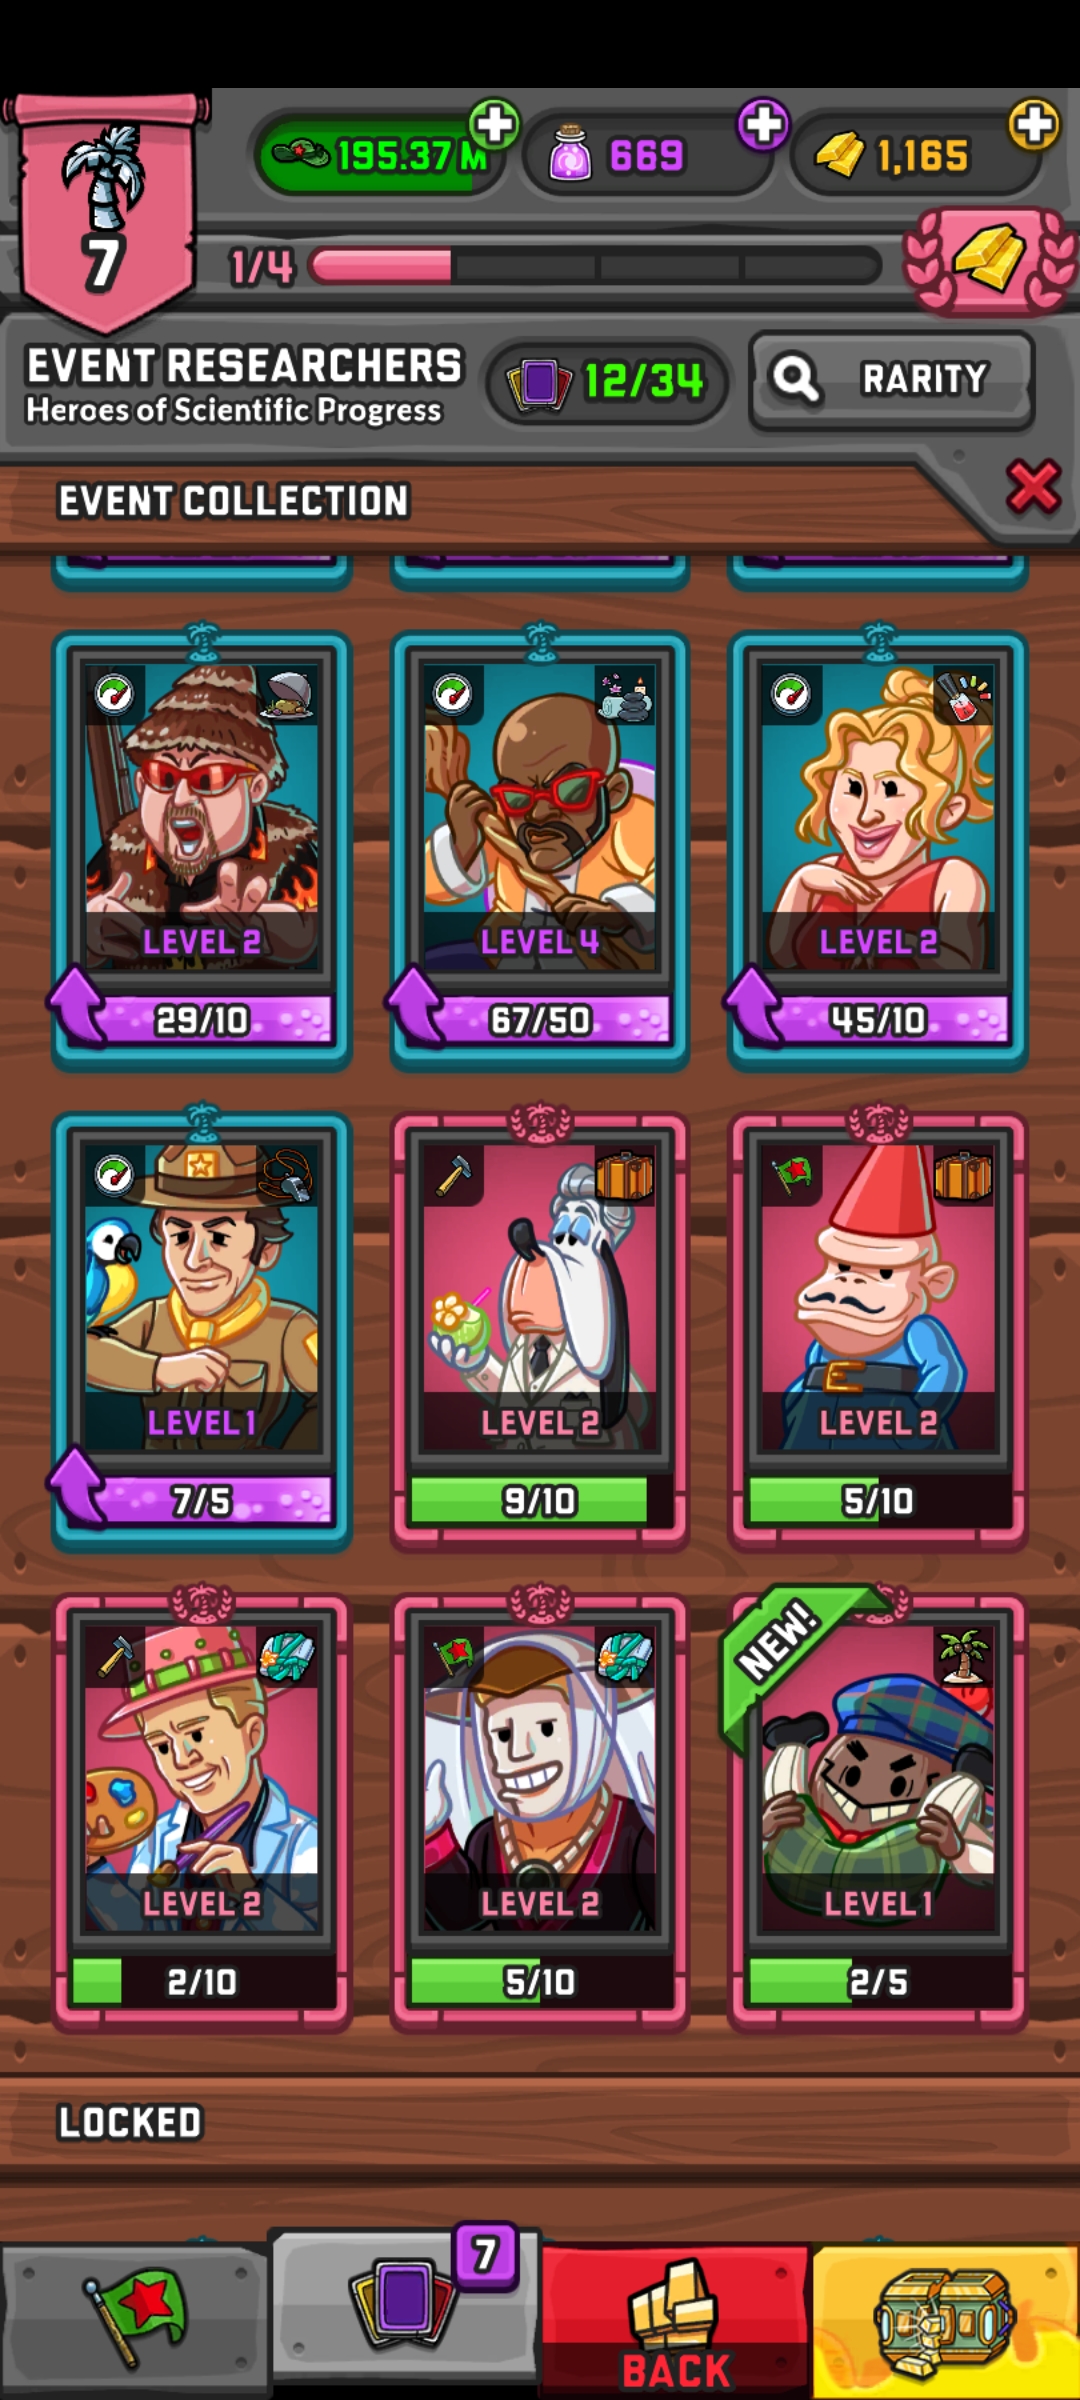 195.37M
669
1,165
7
1/4
EVENT RESEARCHERS
Heroes of Scientific Progress
12/34
RARITY
EVENT COLLECTION
LEVEL 2
LEVEL 4
LEVEL 2
29/10
67/50
45/10
LEVEL 1
LEVEL 2
LEVEL 2
7/5
9/10
5/10
NEW!
LEVEL 2
LEVEL 2
LEVEL 1
2/10
5/10
2/5
LOCKED
7
BACK